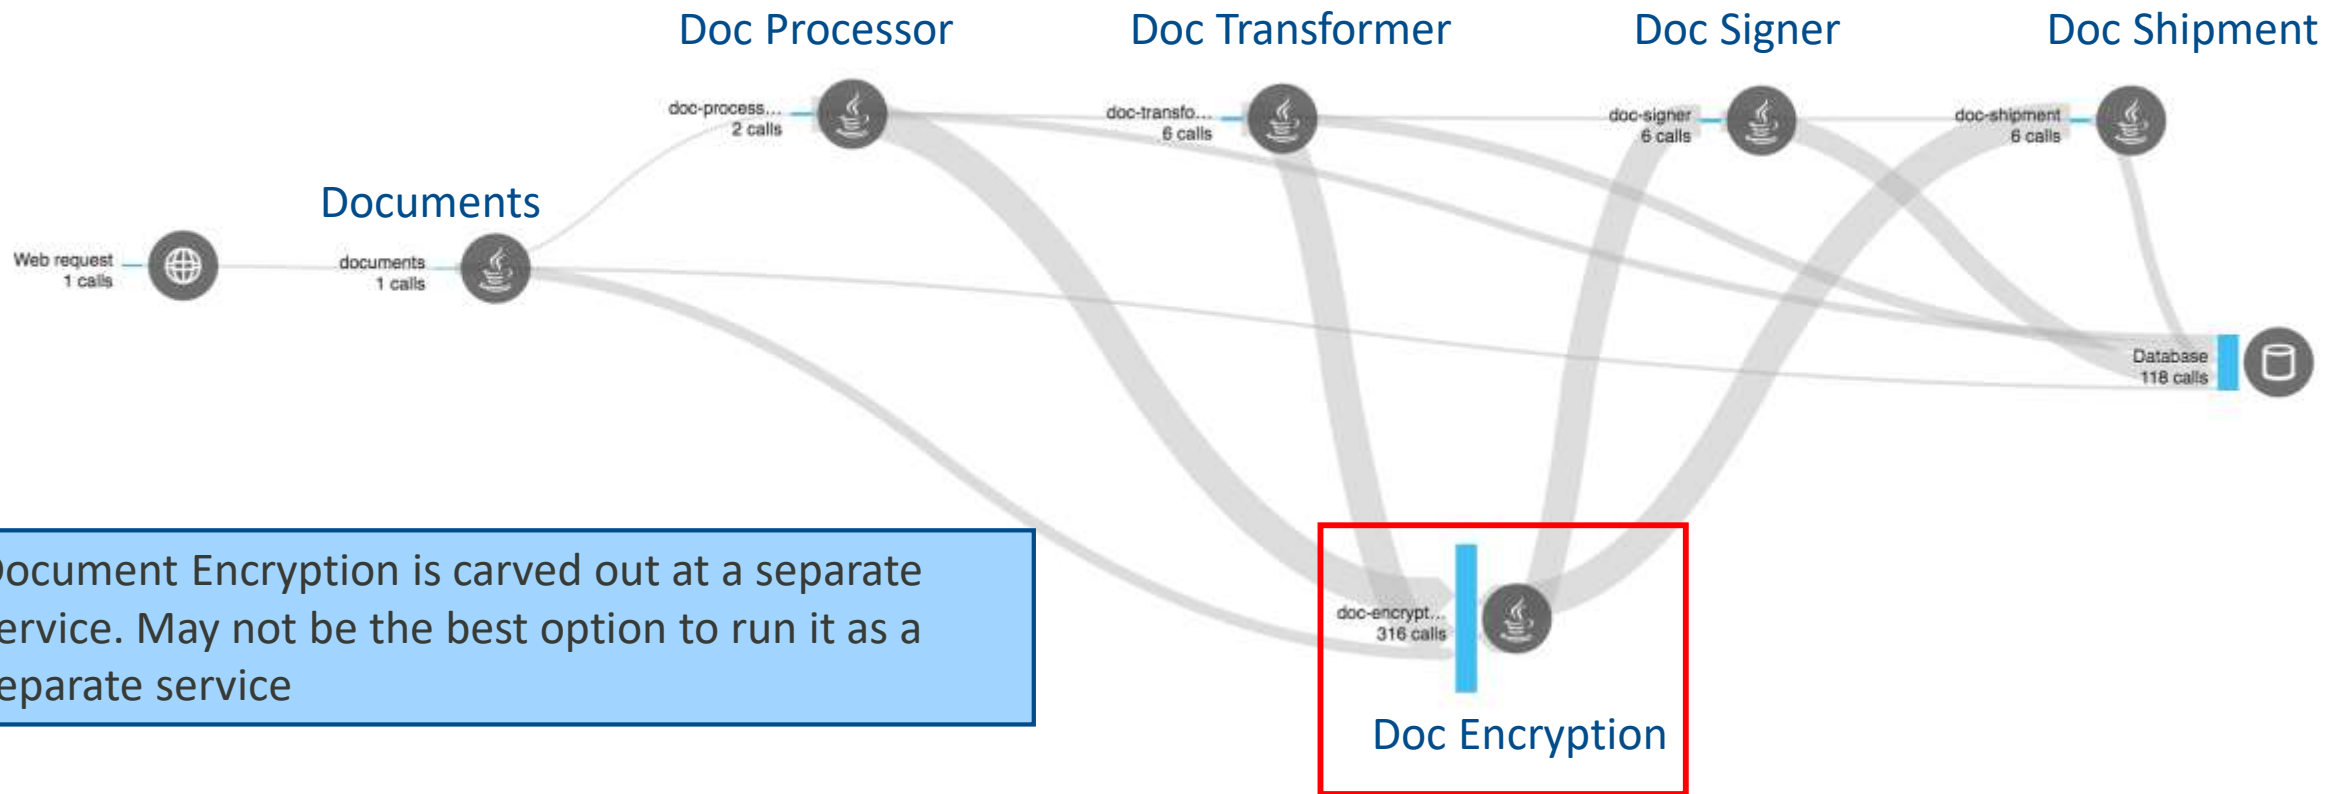 Doc Processor
Doc Transformer
Doc Signer
Doc Shipment
doc-process...
2 calls
doc-transfo...
6 calls
doc-signer
6 calls
doc-shipment
6 calls
Documents
Web request
1 calls
documents
1 calls
Database
118 calls
ocument Encryption is carved out at a separate
ervice. May not be the best option to run it as a
eparate service
doc-encrypt...
316 calls
Doc Encryption